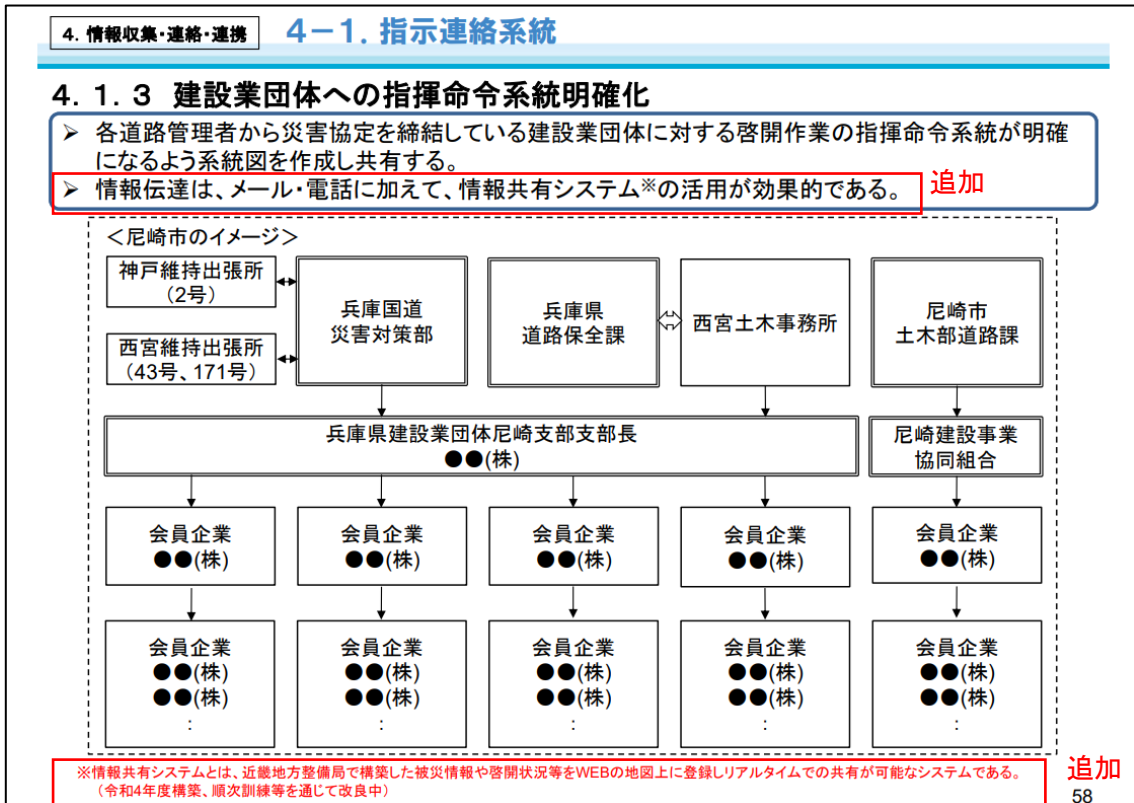 4. 情報収集・連絡・連携
4-1. 指示連絡系統
4. 1. 3 建設業団体への指揮命令系統明確化
➢ 各道路管理者から災害協定を締結している建設業団体に対する啓開作業の指揮命令系統が明確
になるよう系統図を作成し共有する。
➢ 情報伝達は、メール・電話に加えて、情報共有システム※の活用が効果的である。
追加
<尼崎市のイメージ>
神戸維持出張所
(2号)
西宮維持出張所
(43号、171号)
兵庫国道
災害対策部
兵庫県
道路保全課
西宮土木事務所
尼崎市
土木部道路課
兵庫県建設業団体尼崎支部支部長
●●(株)
尼崎建設事業
協同組合
会員企業
●●(株)
会員企業
●●(株)
会員企業
●●(株)
会員企業
●●(株)
会員企業
●●(株)
会員企業
●●(株)
●●(株)
:
会員企業
●●(株)
●●(株)
:
会員企業
●●(株)
●●(株)
:
会員企業
●●(株)
●●(株)
:
会員企業
●●(株)
●●(株)
:
※情報共有システムとは、近畿地方整備局で構築した被災情報や啓開状況等をWEBの地図上に登録しリアルタイムでの共有が可能なシステムである。
(令和4年度構築、順次訓練等を通じて改良中)
追加
58